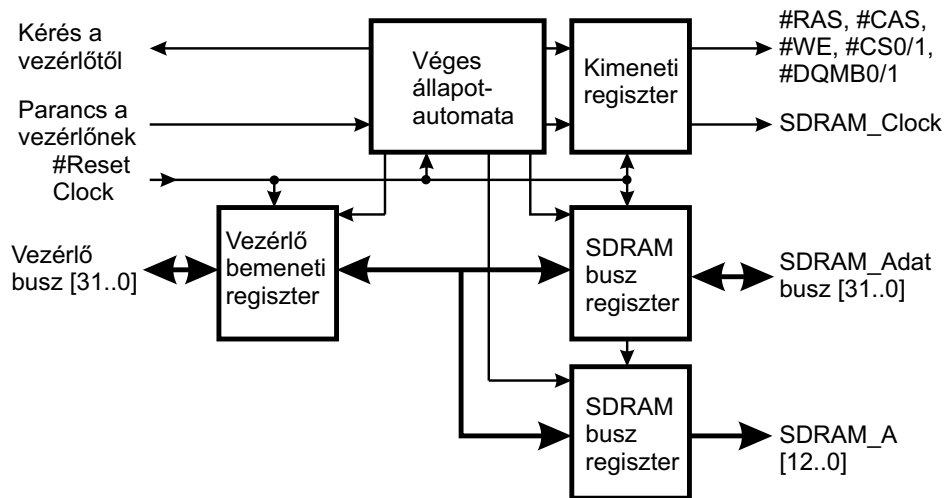 Kérés a
vezérlőtől
Véges
állapot-
automata
Kimeneti
regiszter
#RAS, #CAS,
#WE, #CS0/1,
#DQMB0/1
Parancs a
vezérlőnek
#Reset
Clock
SDRAM_Clock
Vezérlő
busz [31..0]
Vezérlő
bemeneti
regiszter
SDRAM
busz
regiszter
SDRAM_Adat
busz [31..0]
SDRAM
busz
regiszter
SDRAM_A
[12..0]